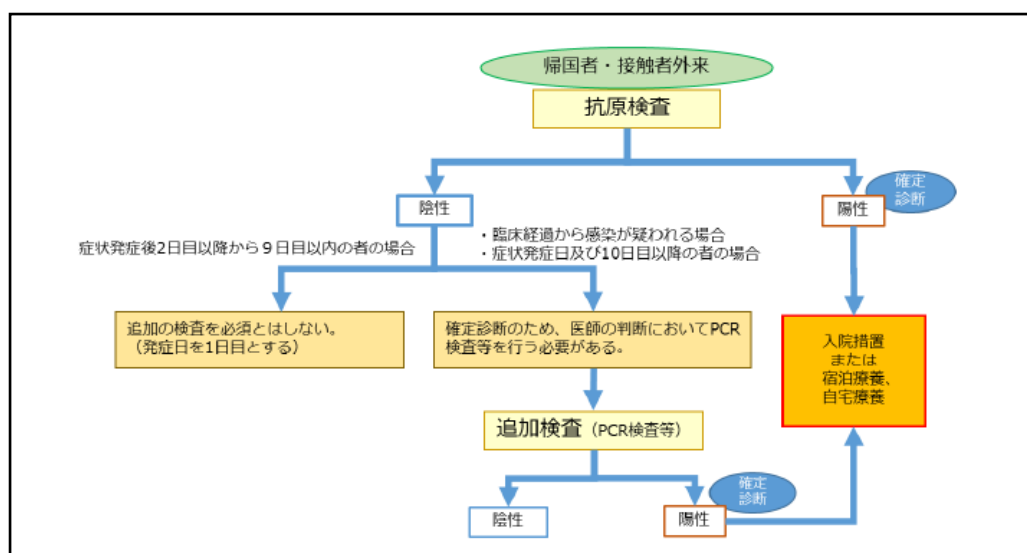 帰国者・接触者外来
抗原検査
陰性
陽性
確定
診断
症状発症後2日目以降から９日目以内の者の場合
・臨床経過から感染が疑われる場合
・症状発症日及び10日目以降の者の場合
追加の検査を必須とはしない。
（発症日を1日目とする）
確定診断のため、医師の判断においてPCR
検査等を行う必要がある。
入院措置
または
宿泊療養、
自宅療養
追加検査（PCR検査等）
陰性
陽性
確定
診断